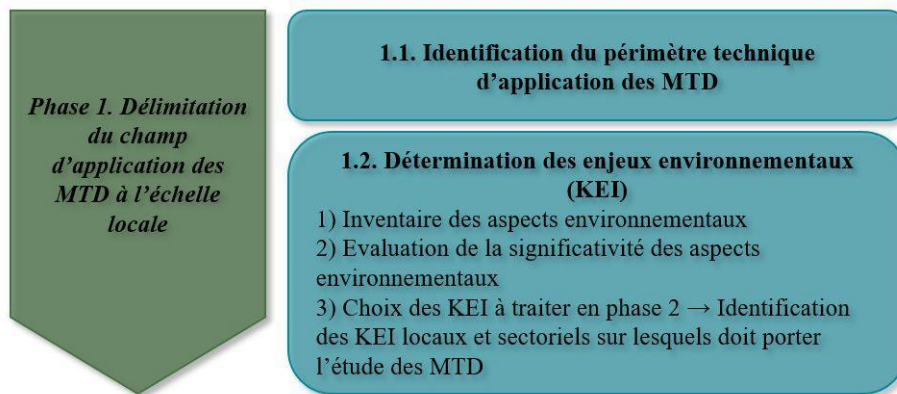 Phase 1. Délimitation
du champ
d’application des
MTD à l’échelle
locale
1.1. Identification du périmètre technique
d’application des MTD
1.2. Détermination des enjeux environnementaux
(KEI)
1) Inventaire des aspects environnementaux
2) Evaluation de la significativité des aspects
environnementaux
3) Choix des KEI à traiter en phase 2 → Identification
des KEI locaux et sectoriels sur lesquels doit porter
l’étude des MTD